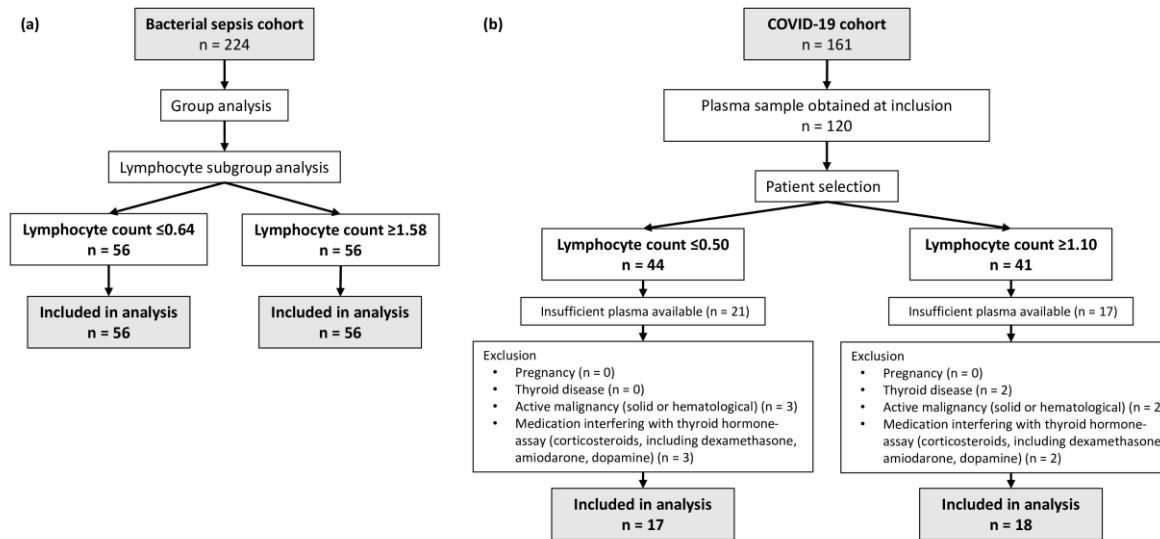 (a)
Bacterial sepsis cohort
n = 224
Group analysis
Lymphocyte subgroup analysis
Lymphocyte count ≤0.64
n = 56
Lymphocyte count ≥1.58
n = 56
Included in analysis
n = 56
Included in analysis
n = 56
(b)
COVID-19 cohort
n = 161
Plasma sample obtained at inclusion
n = 120
Patient selection
Lymphocyte count ≤0.50
n = 44
Lymphocyte count ≥1.10
n = 41
Insufficient plasma available (n = 21)
Insufficient plasma available (n = 17)
Exclusion
• Pregnancy (n = 0)
• Thyroid disease (n = 0)
• Active malignancy (solid or hematological) (n = 3)
• Medication interfering with thyroid hormone-
assay (corticosteroids, including dexamethasone,
amiodarone, dopamine) (n = 3)
Exclusion
• Pregnancy (n = 0)
• Thyroid disease (n = 2)
• Active malignancy (solid or hematological) (n = 2
• Medication interfering with thyroid hormone-
assay (corticosteroids, including dexamethasone
amiodarone, dopamine) (n = 2)
Included in analysis
n = 17
Included in analysis
n = 18